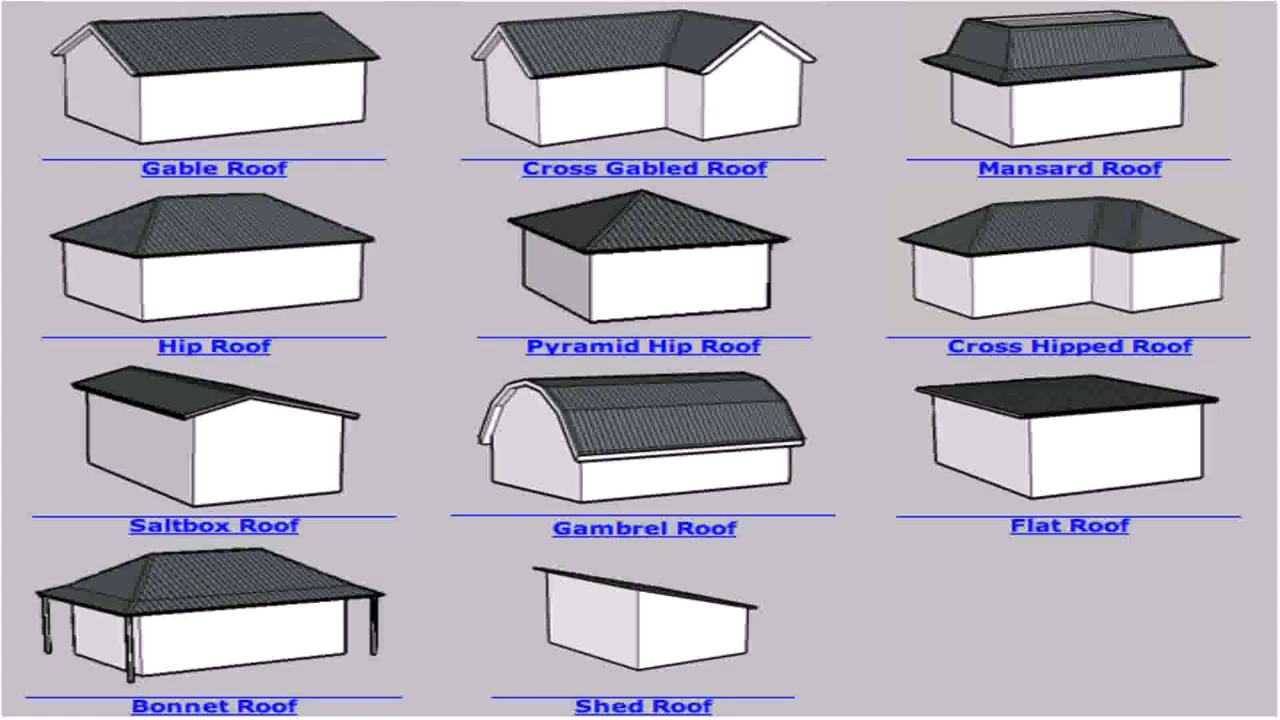 Gable Roof
Cross Gabled Roof
Mansard Roof
Hip Roof
Pyramid Hip Roof
Cross Hipped Roof
Saltbox Roof
Gambrel Roof
Flat Roof
Bonnet Roof
Shed Roof